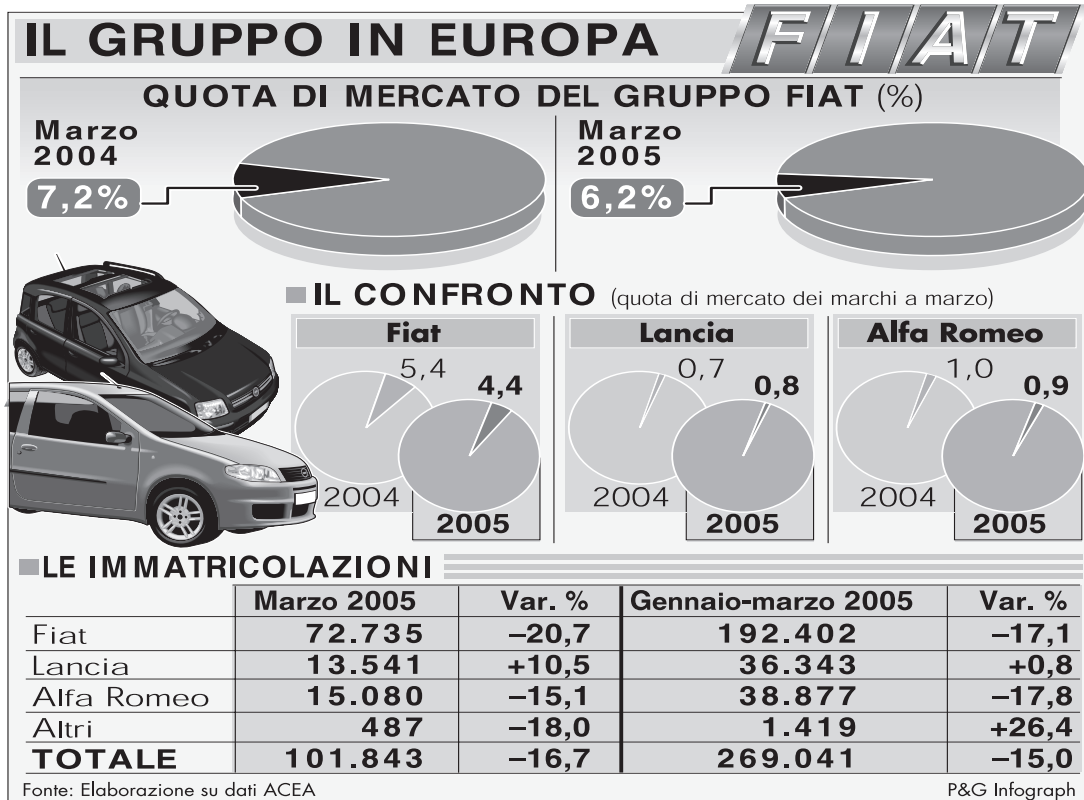 IL GRUPPO IN EUROPA
FIAT
QUOTA DI MERCATO DEL GRUPPO FIAT (%)
Marzo 2004
7,2%
Marzo 2005
6,2%
IL CONFRONTO (quota di mercato dei marchi a marzo)
Fiat
5,4
4,4
2004
2005
Lancia
0,7
0,8
2004
2005
Alfa Romeo
1,0
0,9
2004
2005
LE IMMATRICOLAZIONI
Marzo 2005 Var. % Gennaio-marzo 2005 Var. %
Fiat 72.735 –20,7 192.402 –17,1
Lancia 13.541 +10,5 36.343 +0,8
Alfa Romeo 15.080 –15,1 38.877 –17,8
Altri 487 –18,0 1.419 +26,4
TOTALE 101.843 –16,7 269.041 –15,0
Fonte: Elaborazione su dati ACEA P&G Infograph